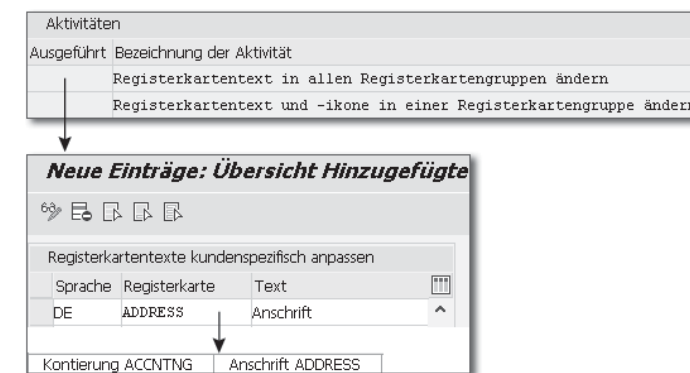 Aktivitäten
Ausgeführt Bezeichnung der Aktivität
Registerkartentext in allen Registerkartengruppen ändern
Registerkartentext und -ikone in einer Registerkartengruppe ändern
Neue Einträge: Übersicht Hinzugefügte
Registerkartentexte kundenspezifisch anpassen
Sprache Registerkarte Text
DE ADDRESS Anschrift
Kontierung ACCNTNG Anschrift ADDRESS